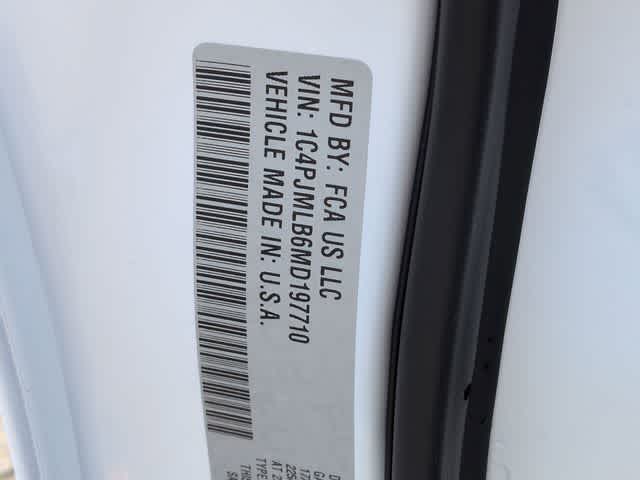 MFD BY: FCA US LLC
VIN: 1C4PJMLB6MD197710
VEHICLE MADE IN: U.S.A.